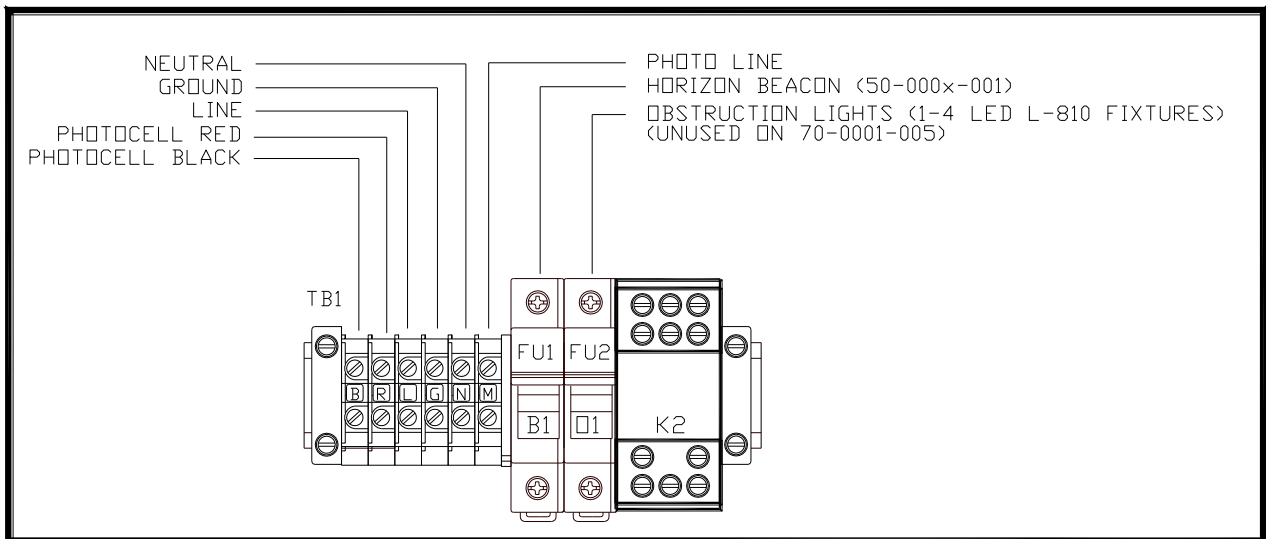 NEUTRAL
GROUND
LINE
PHOTOCELL RED
PHOTOCELL BLACK
PHOTO LINE
HORIZON BEACON (50-000x-001)
OBSTRUCTION LIGHTS (1-4 LED L-810 FIXTURES)
(UNUSED ON 70-0001-005)
TB1
FU1 FU2
B R L G N M
B1 O1 K2